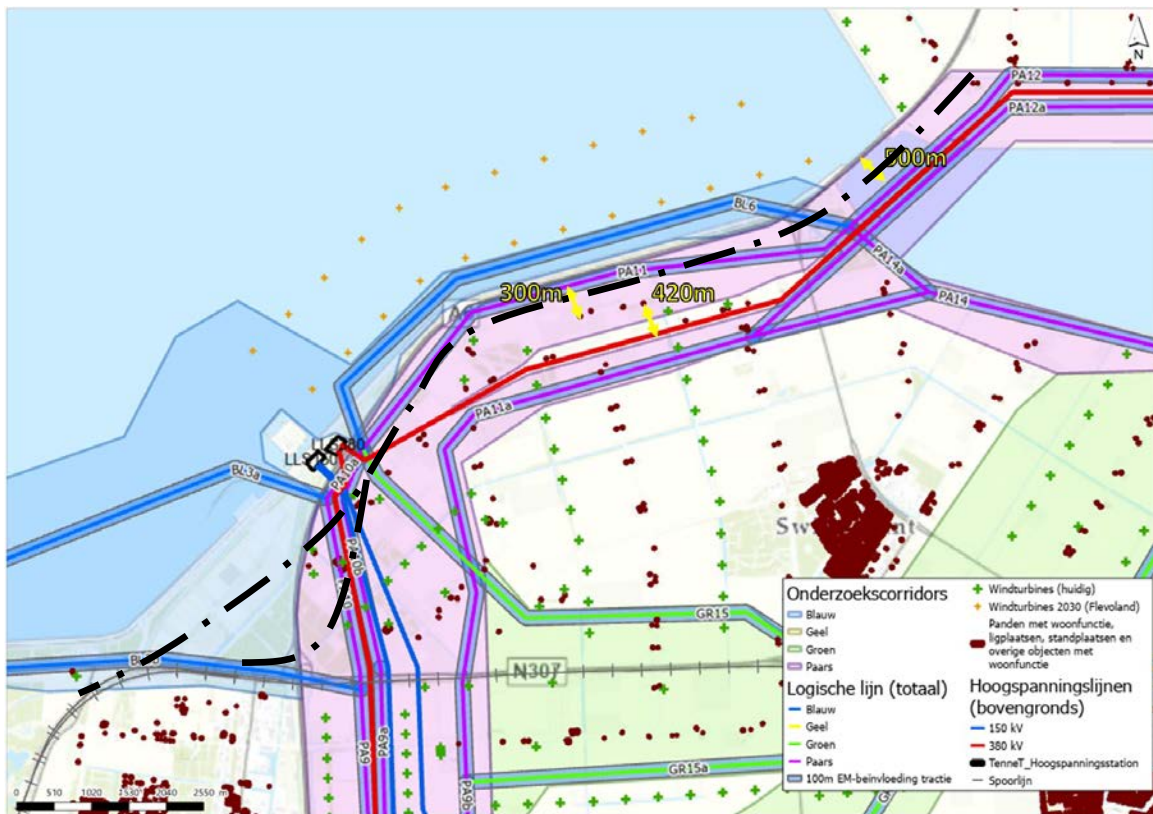 N
PA12
PA12a
500m
BL6
PA14a
PA11
300m
420m
PA14
PA11a
BL3a
PA10a
PA10b
GR15
N307
PA9
PA9a
PA9b
GR15a
0 510 1020 1530 2040 2550 m
Onderzoekscorridors
Blauw
Geel
Groen
Paars
Logische lijn (totaal)
Blauw
Geel
Groen
Paars
100m EM-beinvloeding tractie
Windturbines (huidig)
Windturbines 2030 (Flevoland)
Panden met woonfunctie,
ligplaatsen, standplaatsen en
overige objecten met
woonfunctie
Hoogspanningslijnen
(bovengronds)
150 kV
380 kV
TenneT_Hoogspanningsstation
Spoorlijn